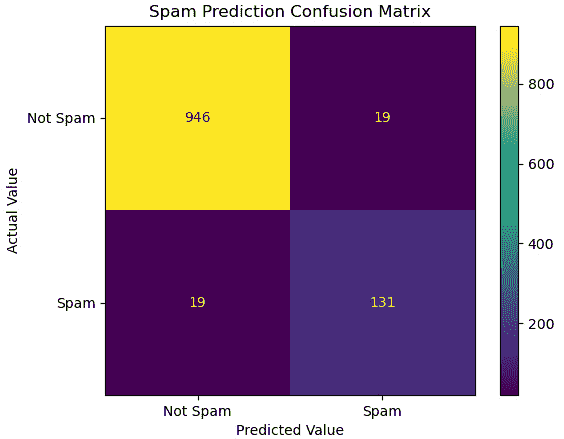 Spam Prediction Confusion Matrix
Actual Value
Not Spam
946
19
800
600
400
Spam
19
131
200
Not Spam
Spam
Predicted Value